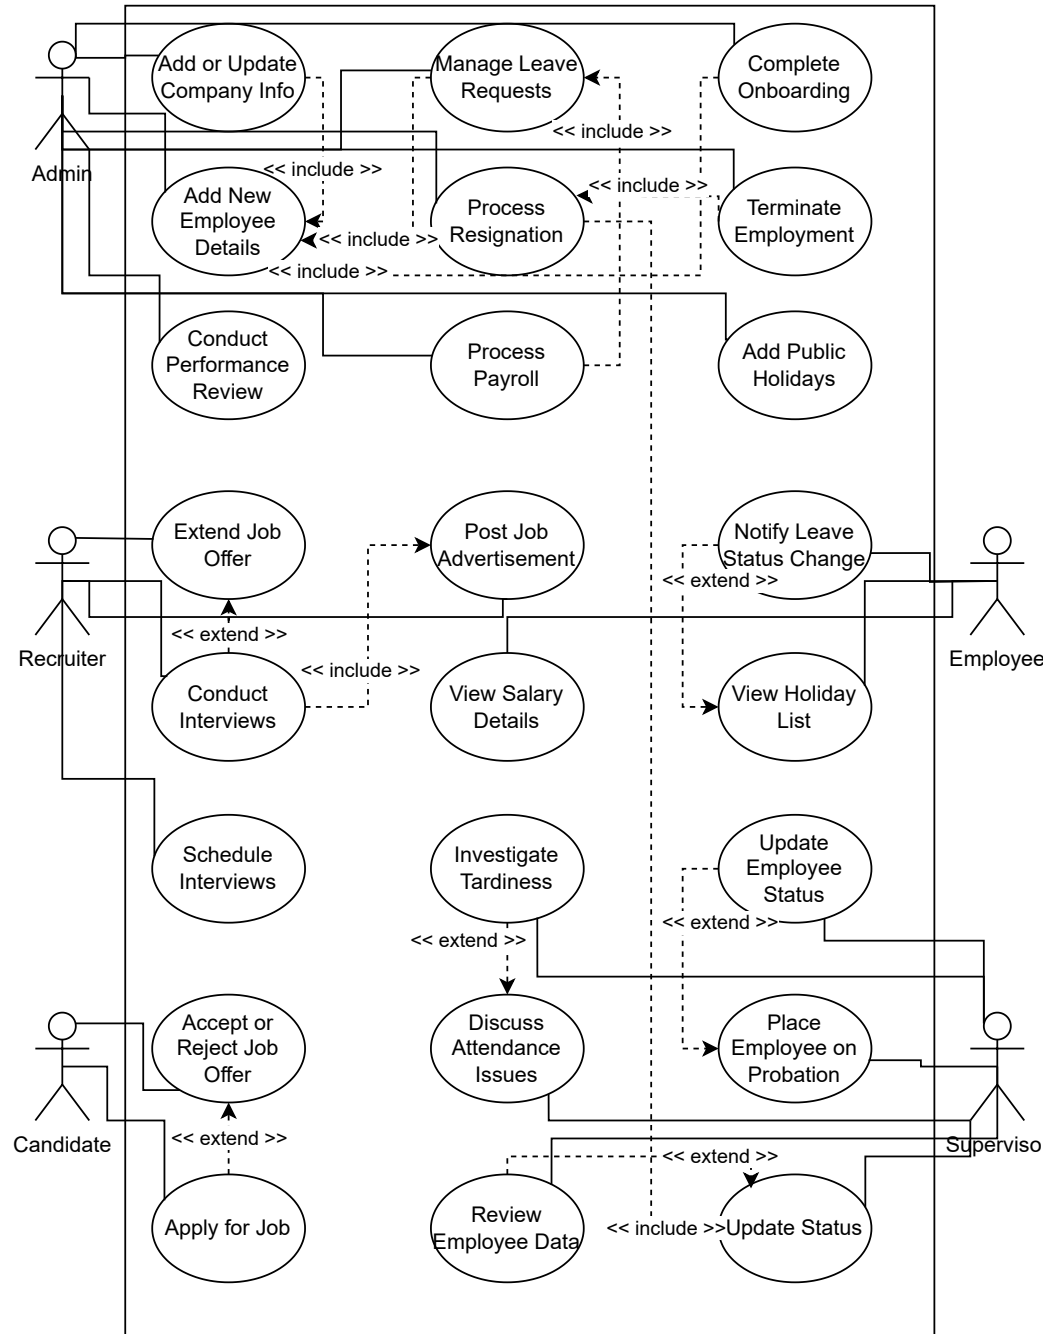 Add or Update
Company Info
Manage Leave
Requests
Complete
Onboarding
<< include >>
Admin
<< include >>
<< include >>
Add New
Employee
Details
Process
Resignation
Terminate
Employment
<< include >>
<< include >>
Conduct
Performance
Review
Process
Payroll
Add Public
Holidays
Extend Job
Offer
Post Job
Advertisement
Notify Leave
Status Change
<< extend >>
<< extend >>
Recruiter
Employee
<< include >>
Conduct
Interviews
View Salary
Details
View Holiday
List
Schedule
Interviews
Investigate
Tardiness
Update
Employee
Status
<< extend >>
<< extend >>
Accept or
Reject Job
Offer
Discuss
Attendance
Issues
Place
Employee on
Probation
Candidate
<< extend >>
Superviso
<< extend >>
Apply for Job
Review
Employee Data
<< include >>
Update Status